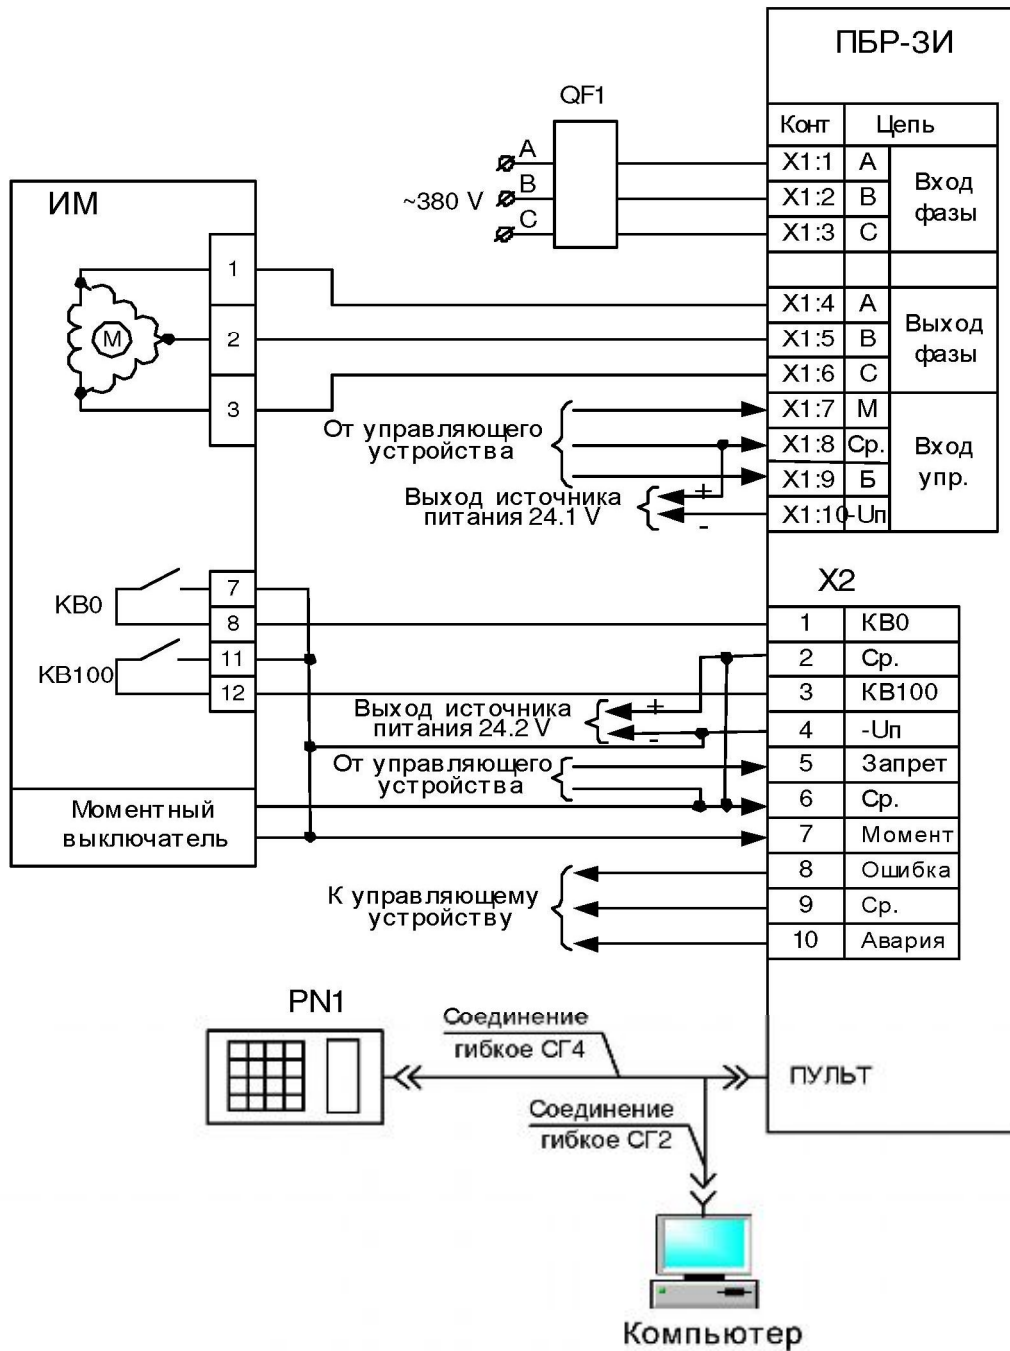 ПБР-3И
QF1
Конт Цепь
X1:1 A
X1:2 B
X1:3 C
Вход
фазы
A
B
C
~380 V
X1:4 A
X1:5 B
X1:6 C
Выход
фазы
X1:7 М
X1:8 Ср.
X1:9 Б
X1:10 -Uп
Вход
упр.
ИМ
М
1
2
3
От управляющего
устройства
Выход источника
питания 24.1 V
+
-
КВ0
7
8
КВ100
11
12
X2
1 КВ0
2 Ср.
3 КВ100
4 -Uп
5 Запрет
6 Ср.
7 Момент
8 Ошибка
9 Ср.
10 Авария
Выход источника
питания 24.2 V
+
-
От управляющего
устройства
Моментный
выключатель
К управляющему
устройству
PN1
Соединение
гибкое СГ4
ПУЛЬТ
Соединение
гибкое СГ2
Компьютер